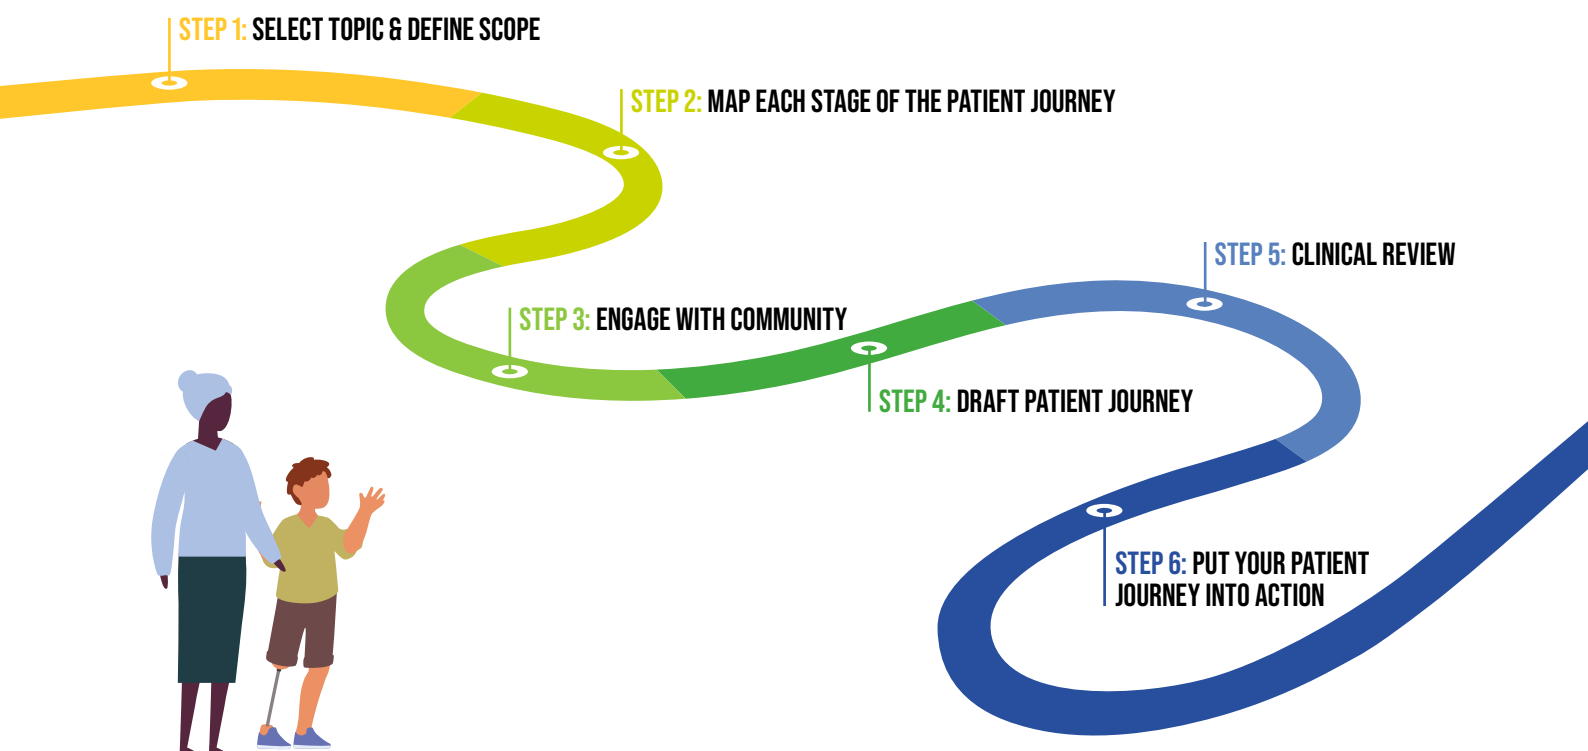 STEP 1: SELECT TOPIC & DEFINE SCOPE
STEP 2: MAP EACH STAGE OF THE PATIENT JOURNEY
STEP 3: ENGAGE WITH COMMUNITY
STEP 4: DRAFT PATIENT JOURNEY
STEP 5: CLINICAL REVIEW
STEP 6: PUT YOUR PATIENT
JOURNEY INTO ACTION